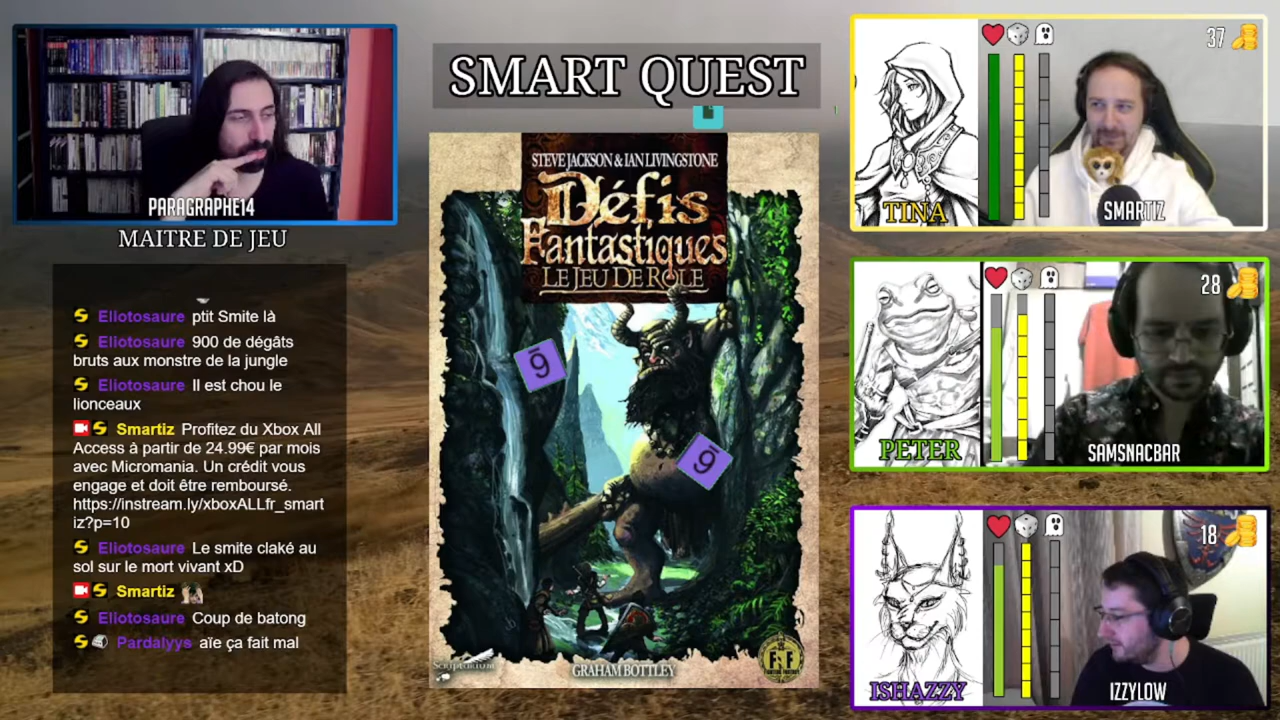 PARAGRAPHE14
MAITRE DE JEU
Eliotosaure ptit Smite là
Eliotosaure 900 de dégâts
bruts aux monstre de la jungle
Eliotosaure Il est chou le
lionceaux
Smartiz Profitez du Xbox All
Access à partir de 24.99€ par mois
avec Micromania. Un crédit vous
engage et doit être remboursé.
https://instream.ly/xboxALLfr_smart
iz?p=10
Eliotosaure Le smite claké au
sol sur le mort vivant xD
Smartiz
Eliotosaure Coup de batong
Pardalyys aïe ça fait mal
SMART QUEST
STEVE JACKSON & IAN LIVINGSTONE
Défis
Fantastiques
LE JEU DE RÔLE
9
9
SCRIPTARIUM
GRAHAM BOTTLEY
FF
37
TINA
SMARTIZ
28
PETER
SAMSNACBAR
18
ISHAZZY
IZZYLOW